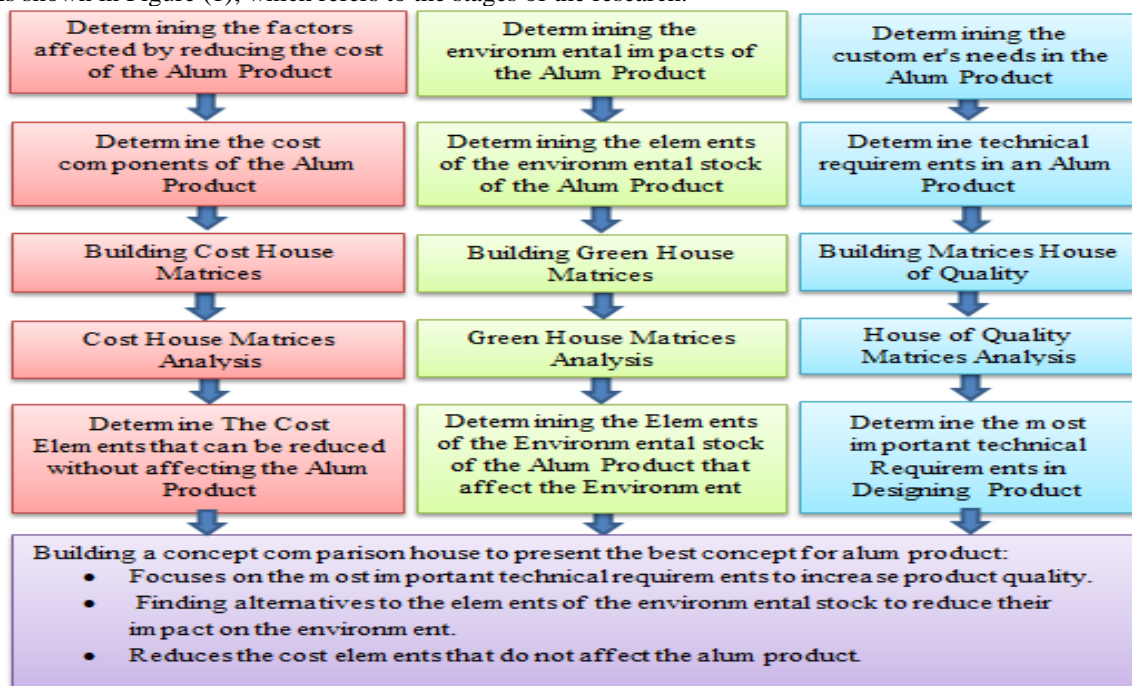 is shown in Figure (1), which refers to the stages of the research.
Determining the factors
affected by reducing the cost
of the Alum Product
Determining the
environmental impacts of
the Alum Product
Determining the
customer's needs in the
Alum Product
Determine the cost
components of the Alum
Product
Determining the elements
of the environmental stock
of the Alum Product
Determine technical
requirements in an Alum
Product
Building Cost House
Matrices
Building Green House
Matrices
Building Matrices House
of Quality
Cost House Matrices
Analysis
Green House Matrices
Analysis
House of Quality
Matrices Analysis
Determine The Cost
Elements that can be reduced
without affecting the Alum
Product
Determining the Elements
of the Environmental stock
of the Alum Product that
affect the Environment
Determine the most
important technical
Requirements in
Designing Product
Building a concept comparison house to present the best concept for alum product:
• Focuses on the most important technical requirements to increase product quality.
• Finding alternatives to the elements of the environmental stock to reduce their
impact on the environment.
• Reduces the cost elements that do not affect the alum product.